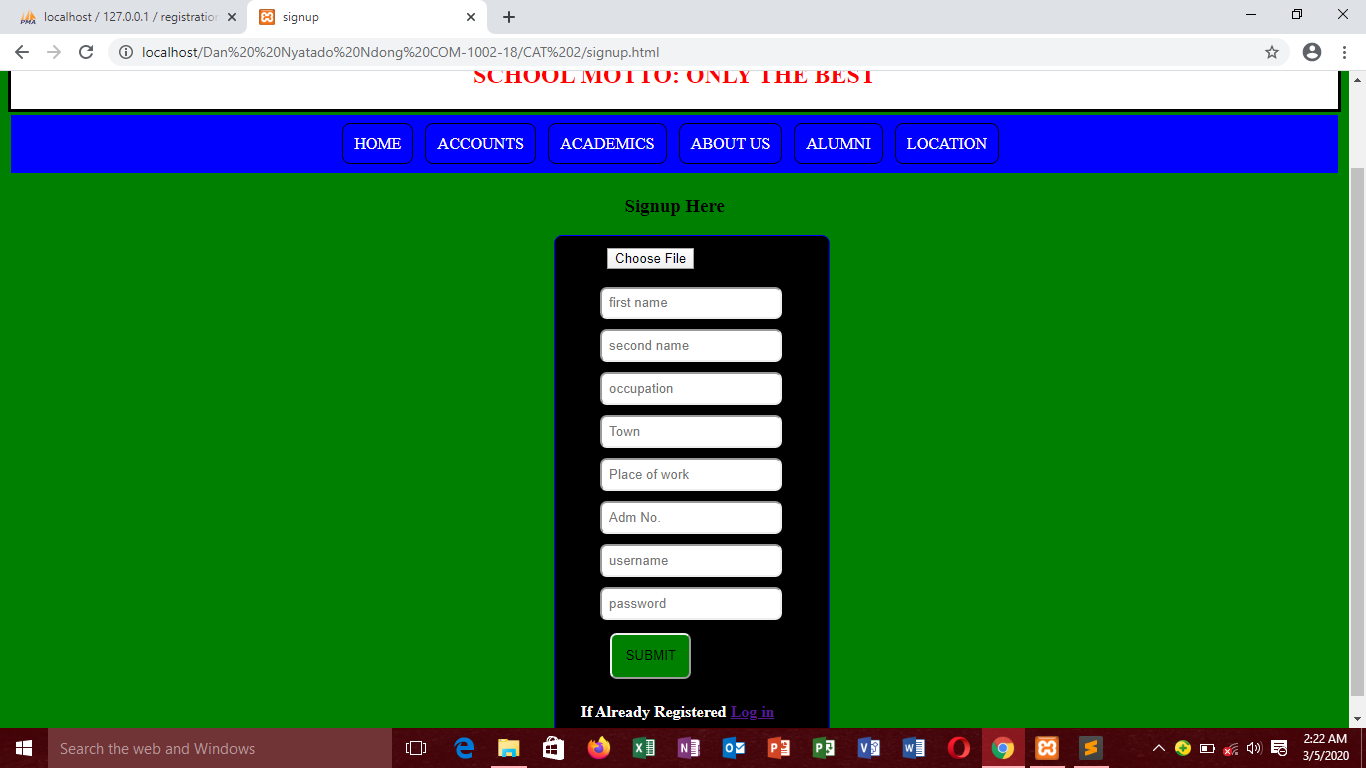 localhost / 127.0.0.1 / registration
signup
localhost/Dan%20%20Nyatado%20Ndong%20COM-1002-18/CAT%202/signup.html
SCHOOL MOTTO: ONLY THE BEST
HOME ACCOUNTS ACADEMICS ABOUT US ALUMNI LOCATION
Signup Here
Choose File
first name
second name
occupation
Town
Place of work
Adm No.
username
password
SUBMIT
If Already Registered Log in
Search the web and Windows
2:22 AM
3/5/2020